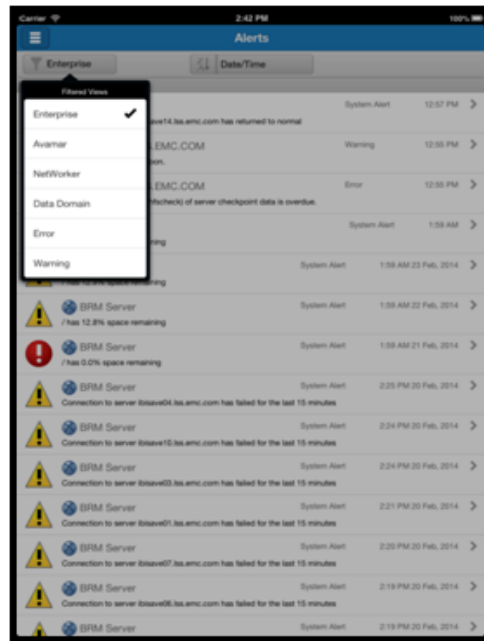 Carrier 2:42 PM 100%
Alerts
Enterprise Date/Time
Filtered Views
Enterprise
Avamar
NetWorker
Data Domain
Error
Warning
System Alert 12:57 PM
has returned to normal
.EMC.COM Warning 12:55 PM
.EMC.COM Error 12:55 PM
of server checkpoint data is overdue.
System Alert 1:59 AM
System Alert 1:59 AM 23 Feb, 2014
space remaining
BRM Server System Alert 1:59 AM 22 Feb, 2014
/ has 12.8% space remaining
BRM Server System Alert 1:59 AM 21 Feb, 2014
/ has 0.0% space remaining
BRM Server System Alert 2:25 PM 20 Feb, 2014
Connection to server ibisave04.lss.emc.com has failed for the last 15 minutes
BRM Server System Alert 2:24 PM 20 Feb, 2014
Connection to server ibisave10.lss.emc.com has failed for the last 15 minutes
BRM Server System Alert 2:24 PM 20 Feb, 2014
Connection to server ibisave03.lss.emc.com has failed for the last 15 minutes
BRM Server System Alert 2:21 PM 20 Feb, 2014
Connection to server ibisave01.lss.emc.com has failed for the last 15 minutes
BRM Server System Alert 2:20 PM 20 Feb, 2014
Connection to server ibisave07.lss.emc.com has failed for the last 15 minutes
BRM Server System Alert 2:19 PM 20 Feb, 2014
Connection to server ibisave06.lss.emc.com has failed for the last 15 minutes
BRM Server System Alert 2:19 PM 20 Feb, 2014